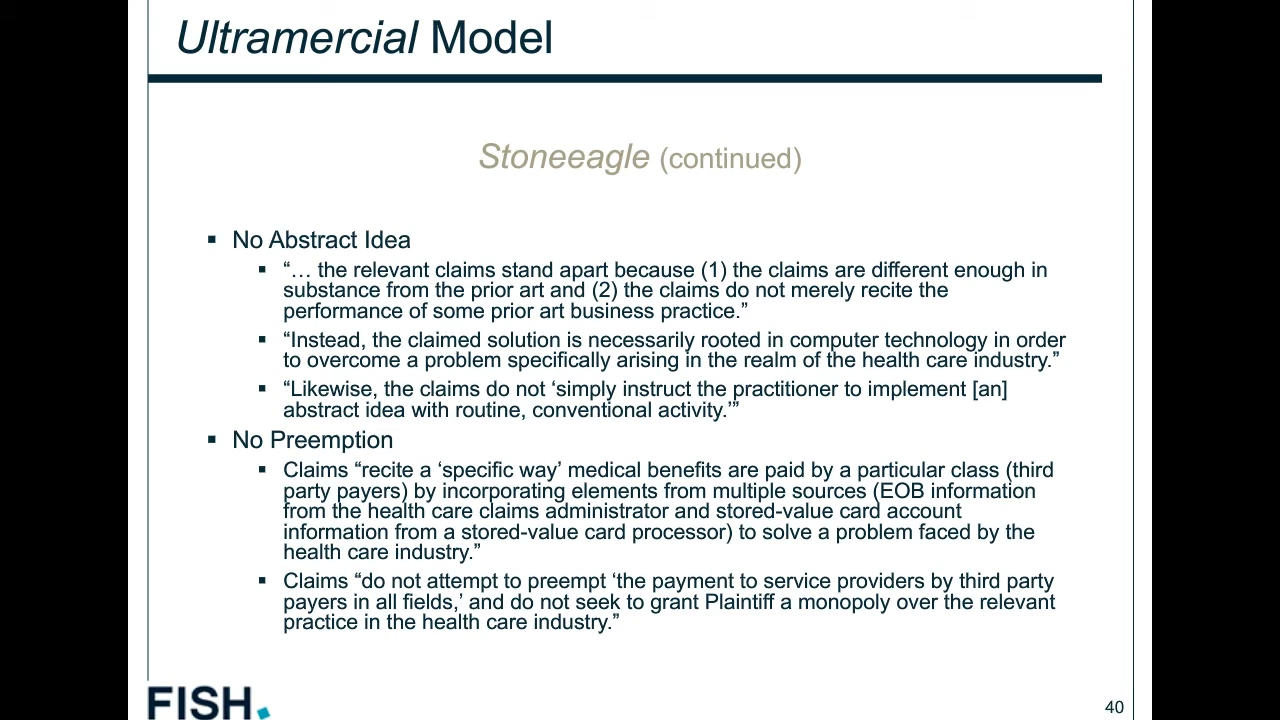 Ultramercial Model
Stoneeagle (continued)
▪ No Abstract Idea
▪ “… the relevant claims stand apart because (1) the claims are different enough in
substance from the prior art and (2) the claims do not merely recite the
performance of some prior art business practice.”
▪ “Instead, the claimed solution is necessarily rooted in computer technology in order
to overcome a problem specifically arising in the realm of the health care industry.”
▪ “Likewise, the claims do not ‘simply instruct the practitioner to implement [an]
abstract idea with routine, conventional activity.’”
▪ No Preemption
▪ Claims “recite a ‘specific way’ medical benefits are paid by a particular class (third
party payers) by incorporating elements from multiple sources (EOB information
from the health care claims administrator and stored-value card account
information from a stored-value card processor) to solve a problem faced by the
health care industry.”
▪ Claims “do not attempt to preempt ‘the payment to service providers by third party
payers in all fields,’ and do not seek to grant Plaintiff a monopoly over the relevant
practice in the health care industry.”
FISH.
40